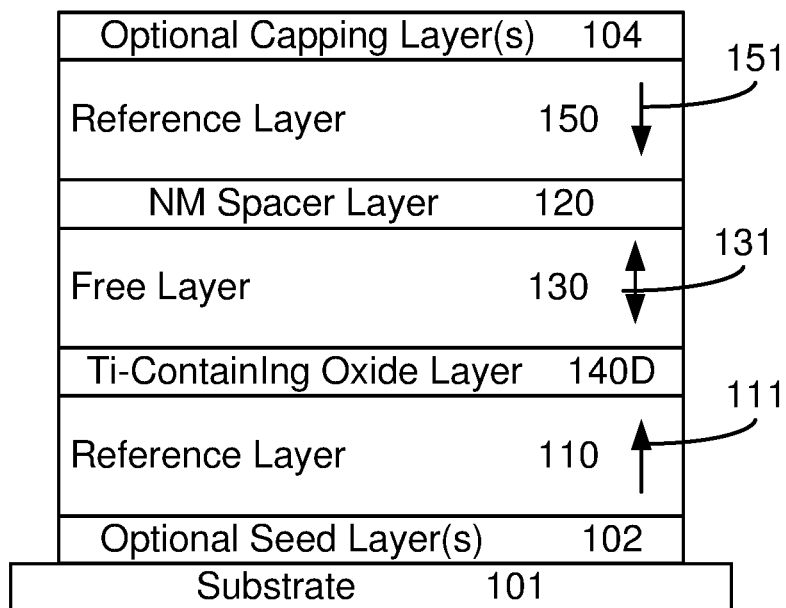 Optional Capping Layer(s) 104
151
Reference Layer 150
NM Spacer Layer 120
131
Free Layer 130
Ti-ContainIng Oxide Layer 140D
111
Reference Layer 110
Optional Seed Layer(s) 102
Substrate 101